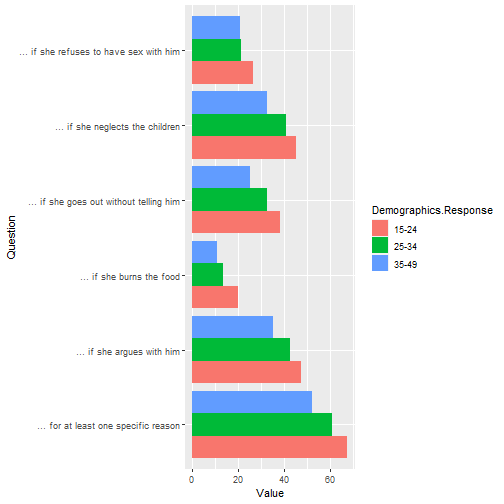 ... if she refuses to have sex with him
... if she neglects the children
... if she goes out without telling him
... if she burns the food
... if she argues with him
... for at least one specific reason
Question
0 20 40 60
Value
Demographics.Response
15-24
25-34
35-49